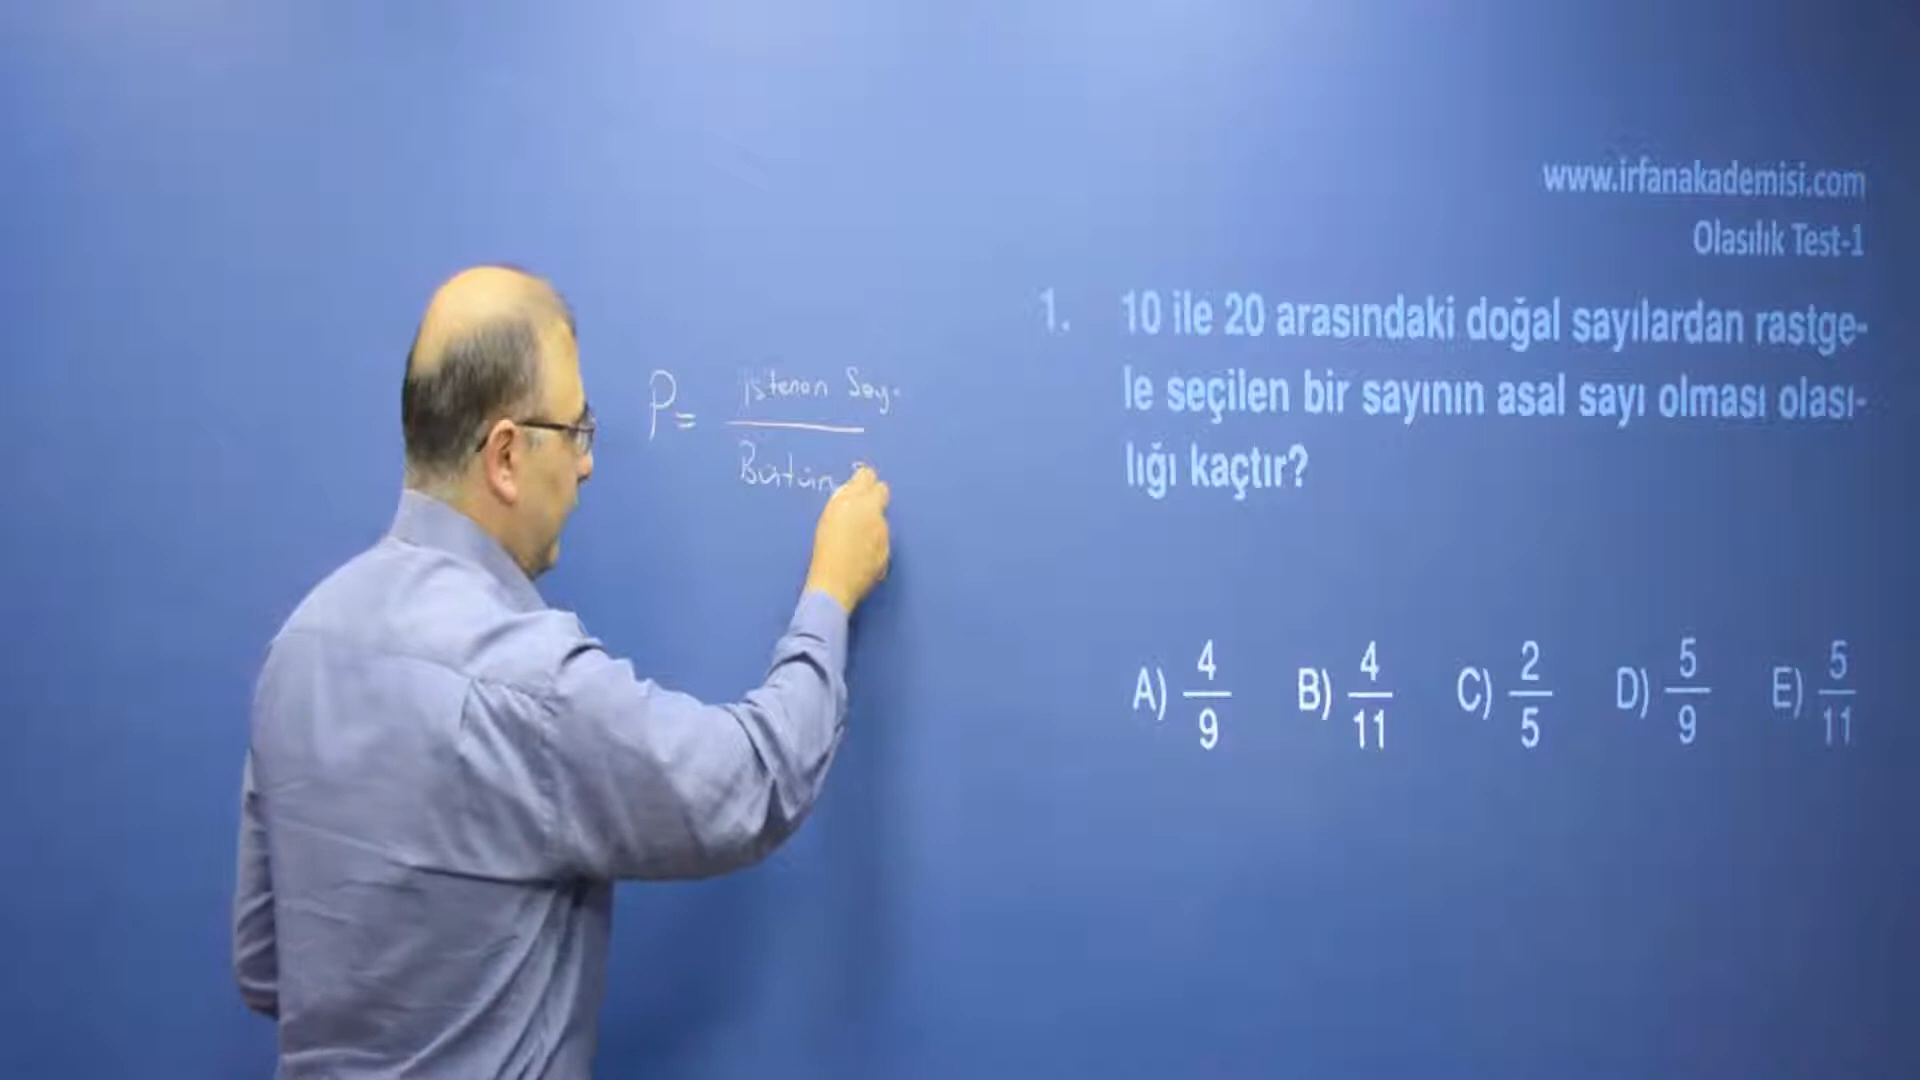 www.irfanakademisi.com
Olasılık Test-1
1. 10 ile 20 arasındaki doğal sayılardan rastge-
le seçilen bir sayının asal sayı olması olası-
lığı kaçtır?
A) 4/9 B) 4/11 C) 2/5 D) 5/9 E) 5/11
P= istenen Say.
Bütün